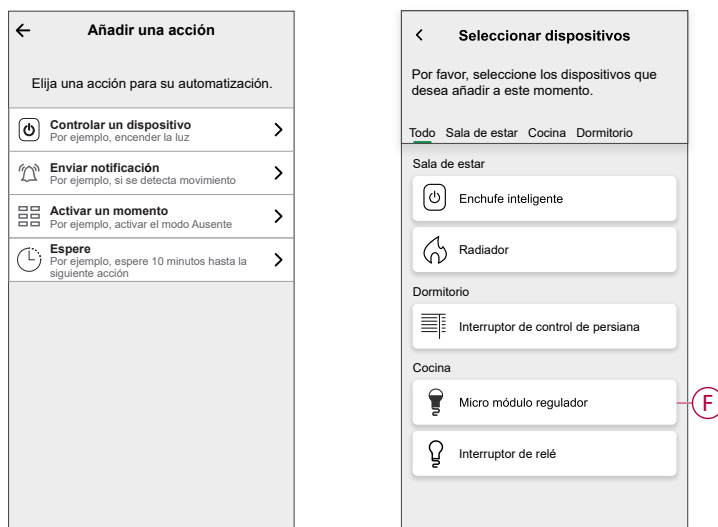 Añadir una acción
Elija una acción para su automatización.
Controlar un dispositivo
Por ejemplo, encender la luz
Enviar notificación
Por ejemplo, si se detecta movimiento
Activar un momento
Por ejemplo, activar el modo Ausente
Espere
Por ejemplo, espere 10 minutos hasta la
siguiente acción
Seleccionar dispositivos
Por favor, seleccione los dispositivos que
desea añadir a este momento.
Todo Sala de estar Cocina Dormitorio
Sala de estar
Enchufe inteligente
Radiador
Dormitorio
Interruptor de control de persiana
Cocina
Micro módulo regulador
F
Interruptor de relé